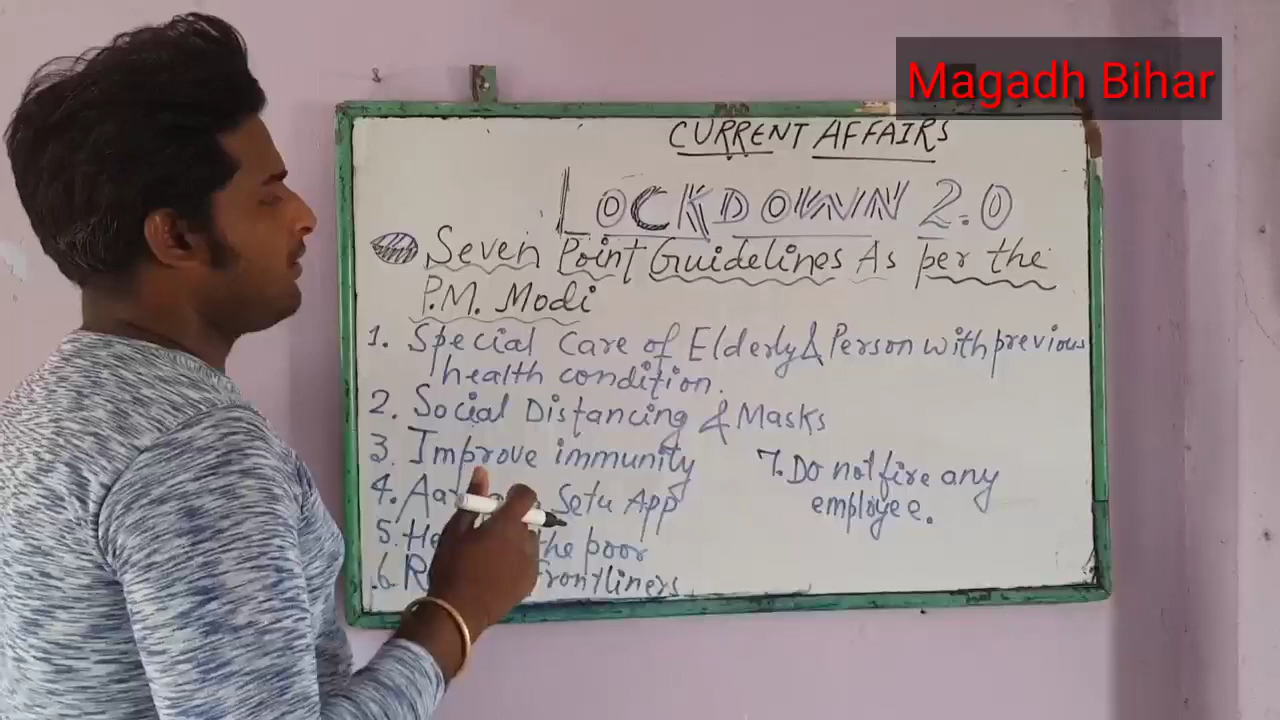 Magadh Bihar
CURRENT AFFAIRS
LOCKDOWN 2.0
Seven Point Guidelines As per the
P.M. Modi
1. Special Care of Elderly & Person with previous
health condition.
2. Social Distancing & Masks
3. Improve immunity
4. Setu App
5. the poor
6. Frontliners
7. Do not fire any
employee.